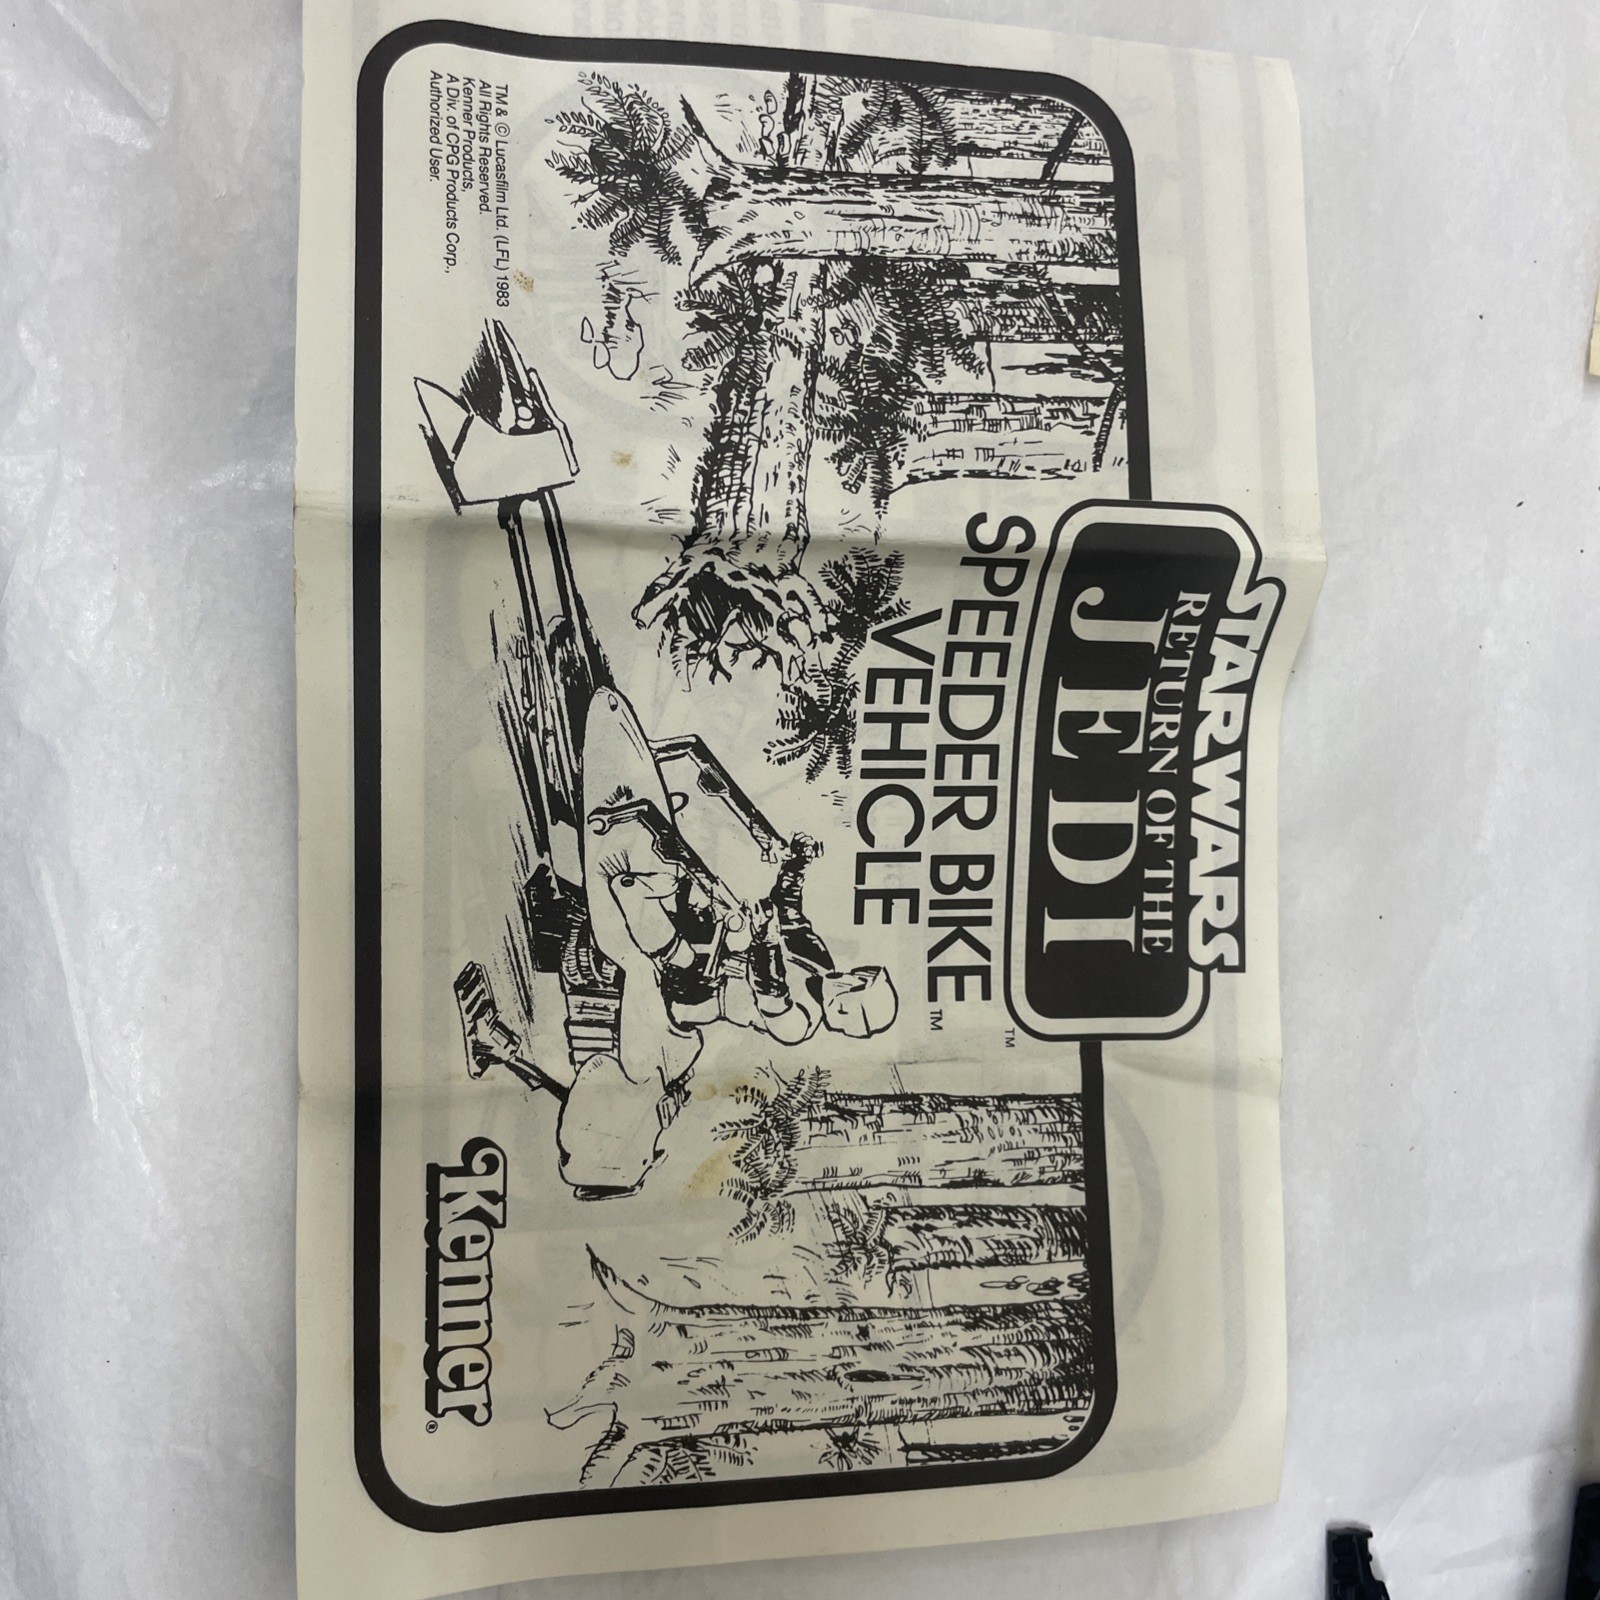 STAR WARS
RETURN OF THE
JEDI
™
SPEEDER BIKE™
VEHICLE
TM & © Lucasfilm Ltd. (LFL) 1983
All Rights Reserved.
Kenner Products,
A Div. of CPG Products Corp.,
Authorized User.
Kenner®